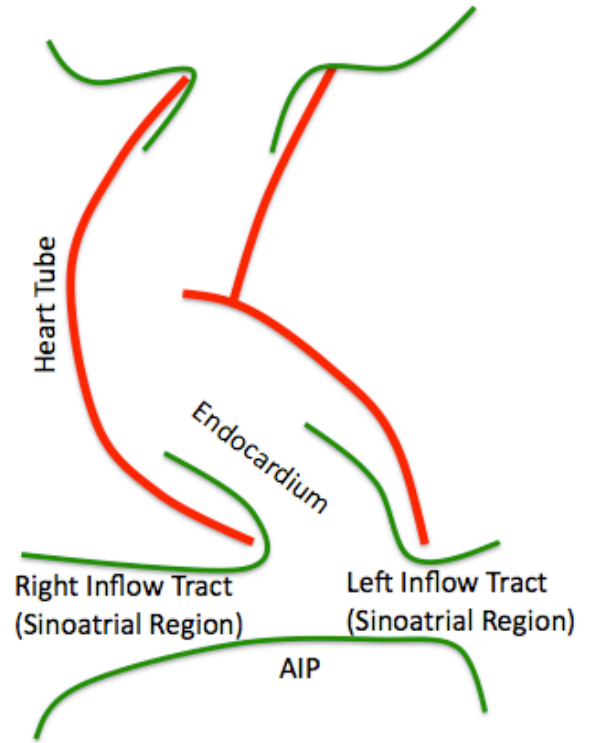 Heart Tube
Endocardium
Right Inflow Tract
(Sinoatrial Region)
Left Inflow Tract
(Sinoatrial Region)
AIP